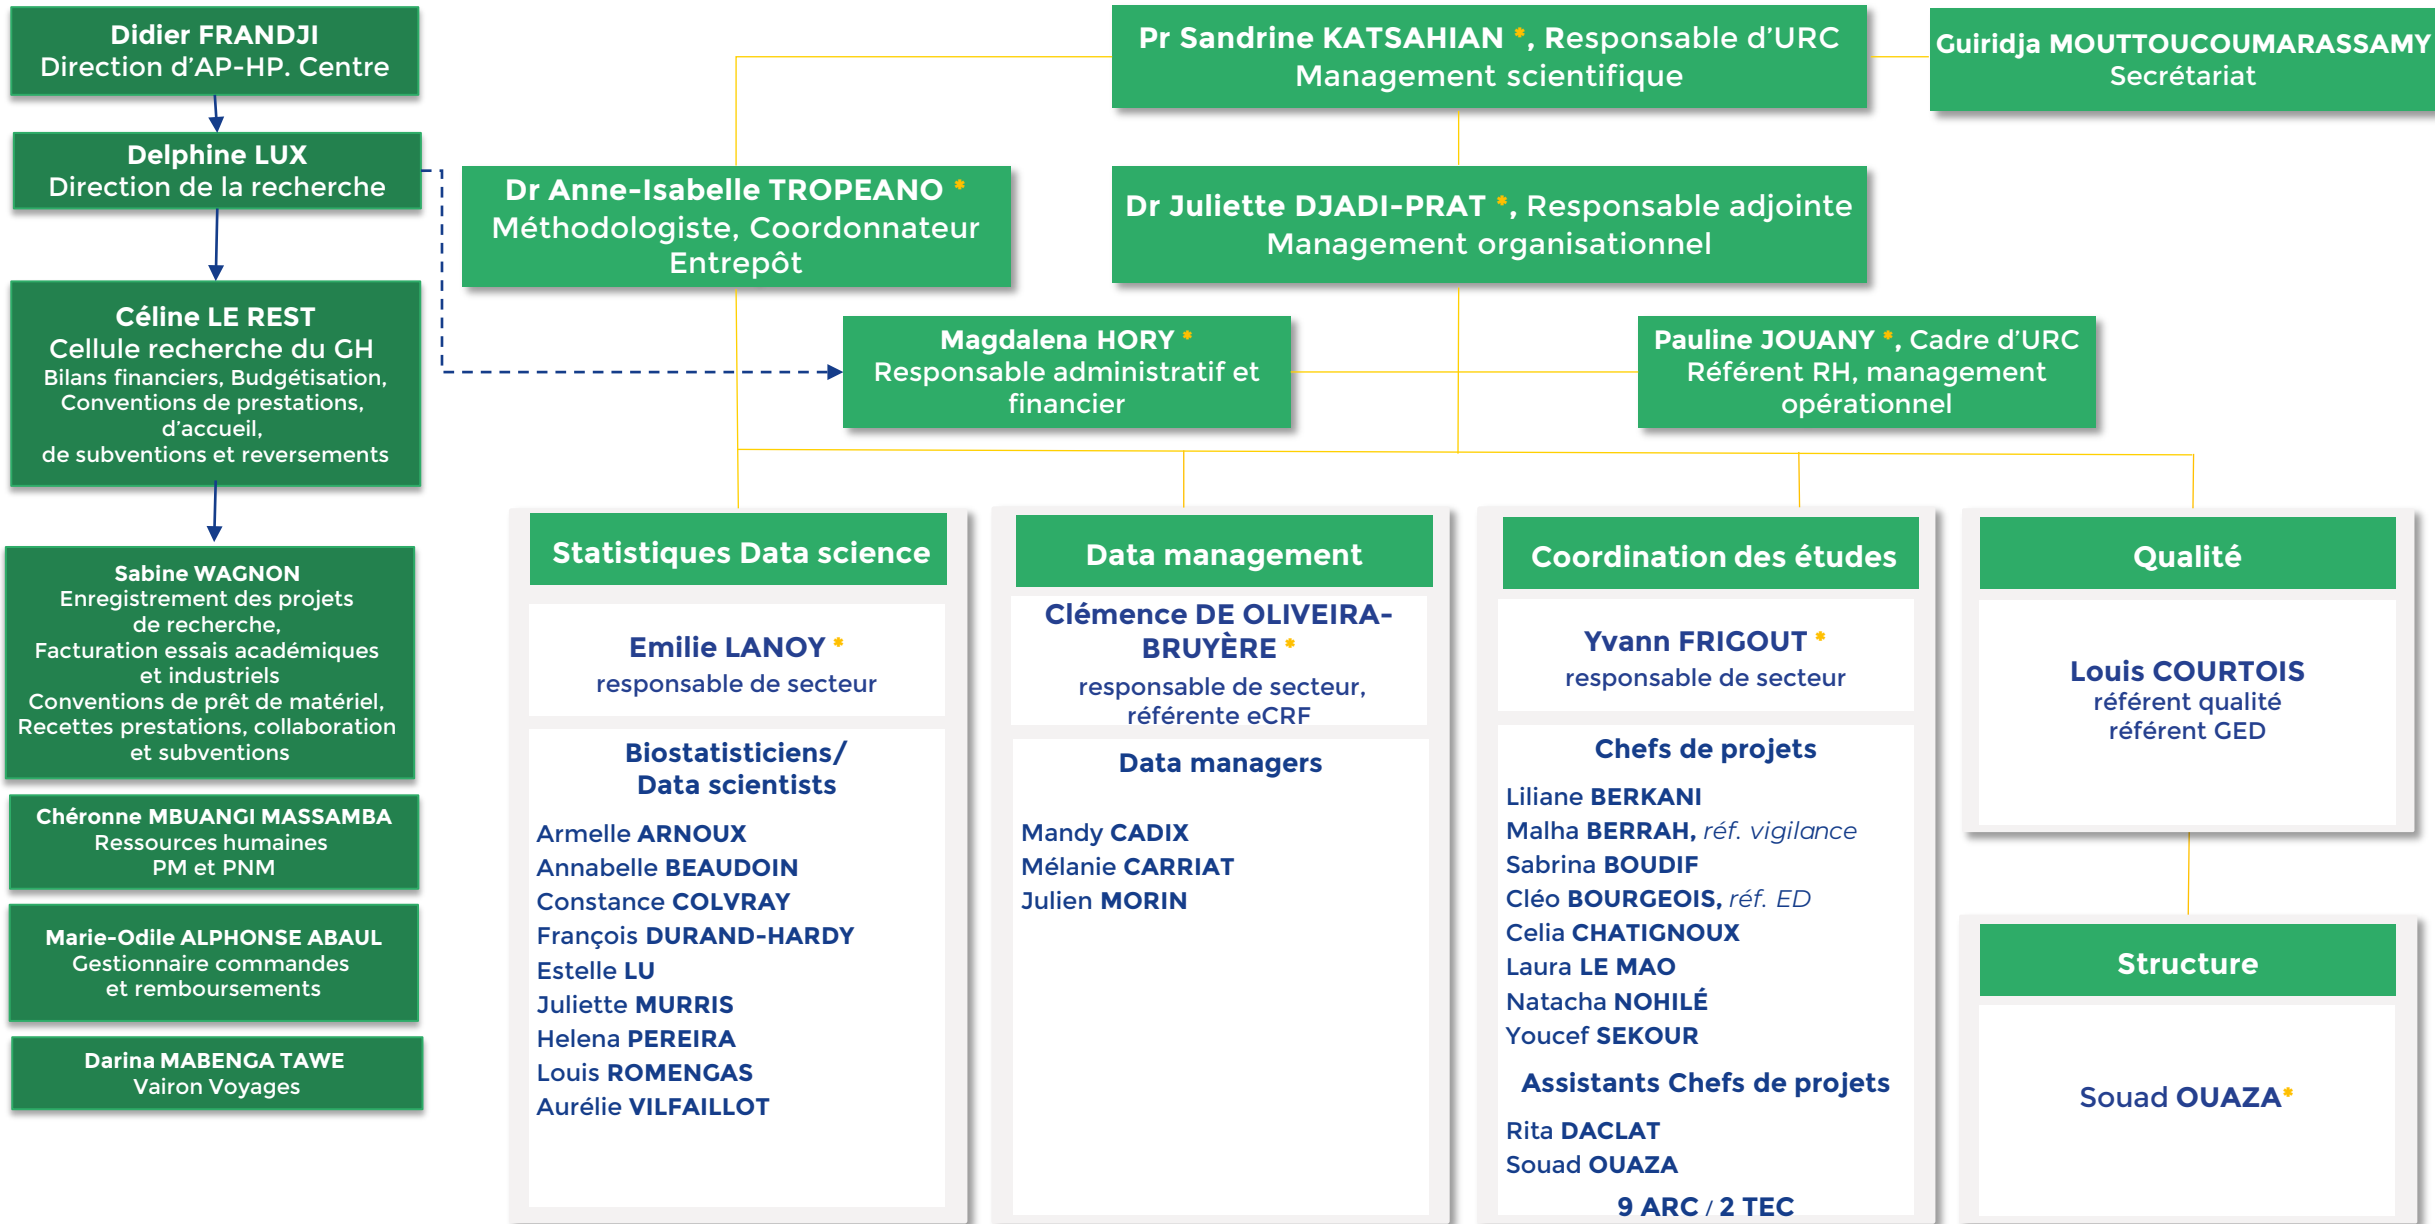 Didier FRANDJI
Direction d'AP-HP. Centre
Delphine LUX
Direction de la recherche
Céline LE REST
Cellule recherche du GH
Bilans financiers, Budgétisation,
Conventions de prestations,
d'accueil,
de subventions et reversements
Sabine WAGNON
Enregistrement des projets
de recherche,
Facturation essais académiques
et industriels
Conventions de prêt de matériel,
Recettes prestations, collaboration
et subventions
Chéronne MBUANGI MASSAMBA
Ressources humaines
PM et PNM
Marie-Odile ALPHONSE ABAUL
Gestionnaire commandes
et remboursements
Darina MABENGA TAWE
Vairon Voyages
Pr Sandrine KATSAHIAN *, Responsable d'URC
Management scientifique
Guiridja MOUTTOUCOUMARASSAMY
Secrétariat
Dr Anne-Isabelle TROPEANO *
Méthodologiste, Coordonnateur
Entrepôt
Dr Juliette DJADI-PRAT *, Responsable adjointe
Management organisationnel
Magdalena HORY *
Responsable administratif et
financier
Pauline JOUANY *, Cadre d'URC
Référent RH, management
opérationnel
Statistiques Data science
Emilie LANOY *
responsable de secteur
Biostatisticiens/
Data scientists
Armelle ARNOUX
Annabelle BEAUDOIN
Constance COLVRAY
François DURAND-HARDY
Estelle LU
Juliette MURRIS
Helena PEREIRA
Louis ROMENGAS
Aurélie VILFAILLOT
Data management
Clémence DE OLIVEIRA-
BRUYÈRE *
responsable de secteur,
référente eCRF
Data managers
Mandy CADIX
Mélanie CARRIAT
Julien MORIN
Coordination des études
Yvann FRIGOUT *
responsable de secteur
Chefs de projets
Liliane BERKANI
Malha BERRAH, réf. vigilance
Sabrina BOUDIF
Cléo BOURGEOIS, réf. ED
Celia CHATIGNOUX
Laura LE MAO
Natacha NOHILÉ
Youcef SEKOUR
Assistants Chefs de projets
Rita DACLAT
Souad OUAZA
9 ARC / 2 TEC
Qualité
Louis COURTOIS
référent qualité
référent GED
Structure
Souad OUAZA*